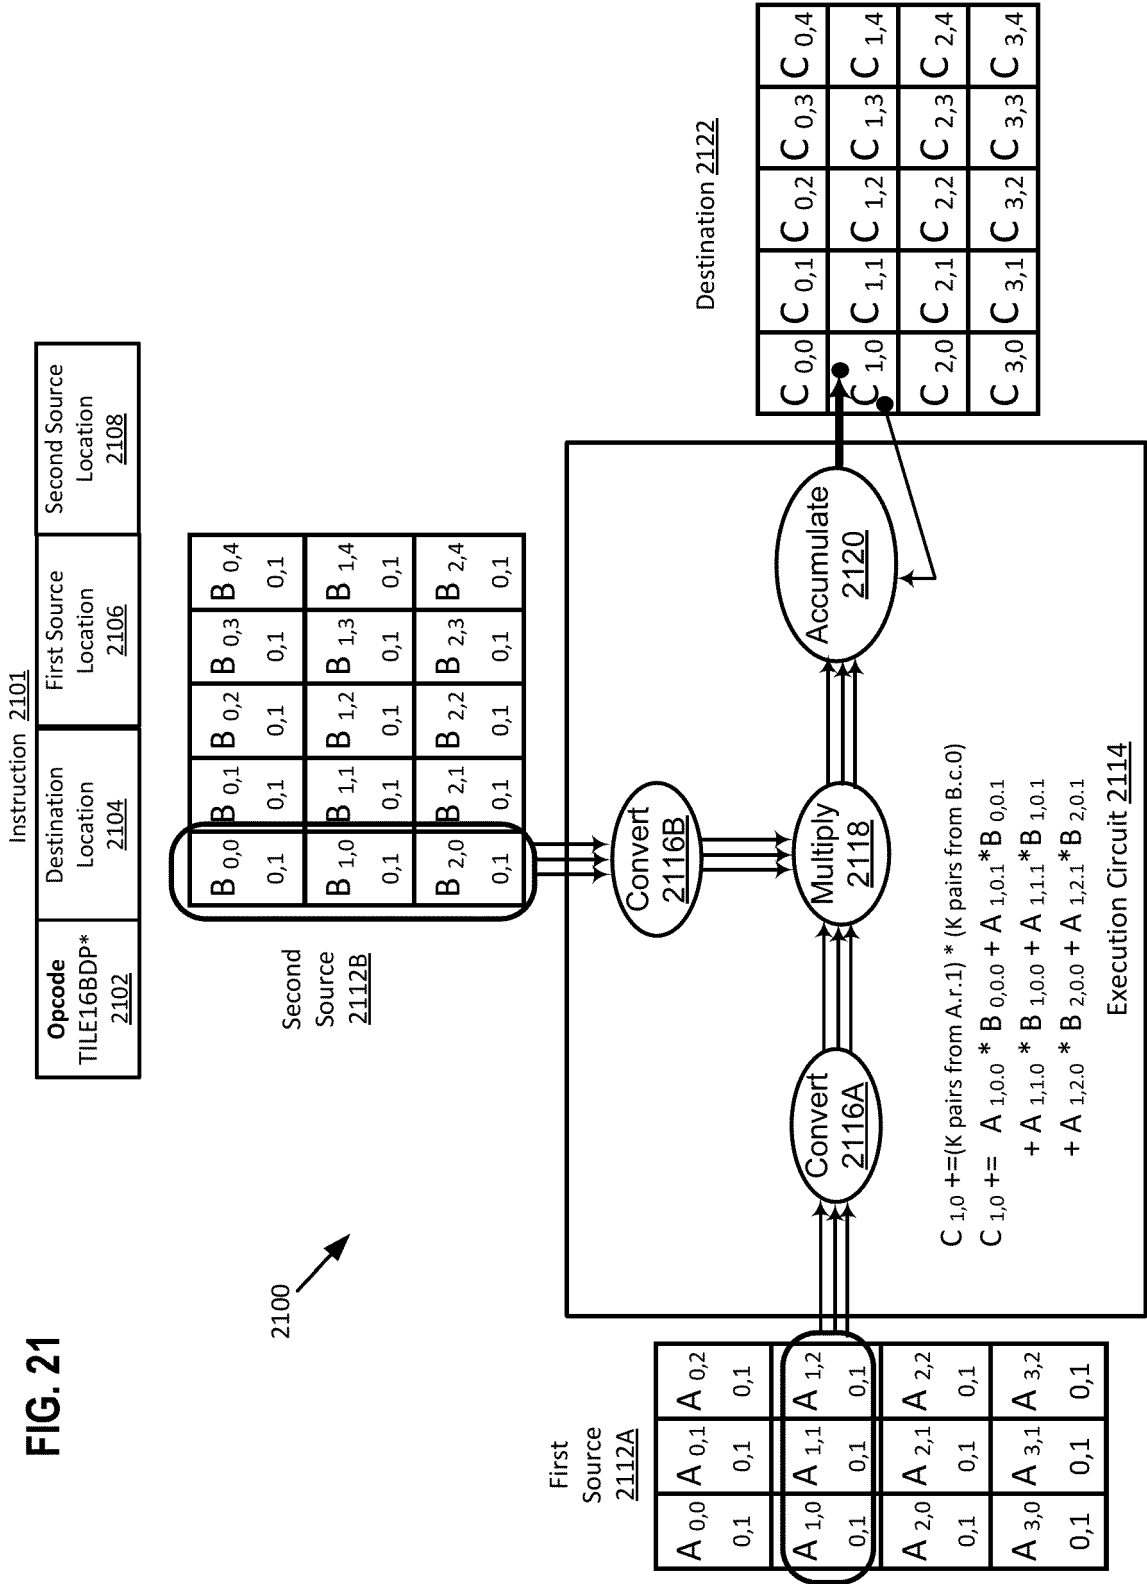 FIG. 21
2100
Instruction 2101
Opcode
TILE16BDP*
2102
Destination
Location
2104
First Source
Location
2106
Second Source
Location
2108
Second
Source
2112B
B 0,0 B 0,1 B 0,2 B 0,3 B 0,4
0,1 0,1 0,1 0,1 0,1
B 1,0 B 1,1 B 1,2 B 1,3 B 1,4
0,1 0,1 0,1 0,1 0,1
B 2,0 B 2,1 B 2,2 B 2,3 B 2,4
0,1 0,1 0,1 0,1 0,1
First
Source
2112A
A 0,0 A 0,1 A 0,2
0,1 0,1 0,1
A 1,0 A 1,1 A 1,2
0,1 0,1 0,1
A 2,0 A 2,1 A 2,2
0,1 0,1 0,1
A 3,0 A 3,1 A 3,2
0,1 0,1 0,1
Convert
2116B
Convert
2116A
Multiply
2118
Accumulate
2120
C 1,0 +=(K pairs from A.r.1) * (K pairs from B.c.0)
C 1,0 += A 1,0.0 * B 0,0.0 + A 1,0.1 * B 0,0.1
+ A 1,1.0 * B 1,0.0 + A 1,1.1 * B 1,0.1
+ A 1,2.0 * B 2,0.0 + A 1,2.1 * B 2,0.1
Execution Circuit 2114
Destination 2122
C 0,0 C 0,1 C 0,2 C 0,3 C 0,4
C 1,0 C 1,1 C 1,2 C 1,3 C 1,4
C 2,0 C 2,1 C 2,2 C 2,3 C 2,4
C 3,0 C 3,1 C 3,2 C 3,3 C 3,4